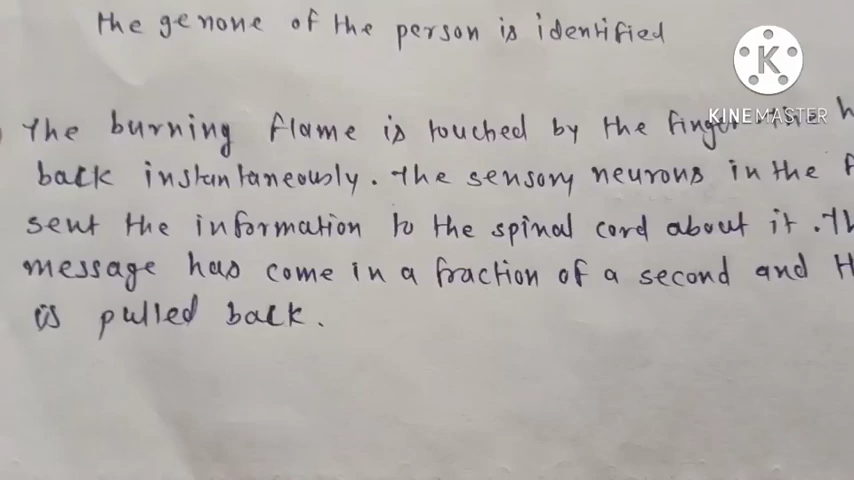 the genone of the person is identified
K
KINEMASTER
The burning flame is touched by the finger
back instantaneously. The sensory neurons in the
sent the information to the spinal cord about it. Th
message has come in a fraction of a second and
is pulled back.